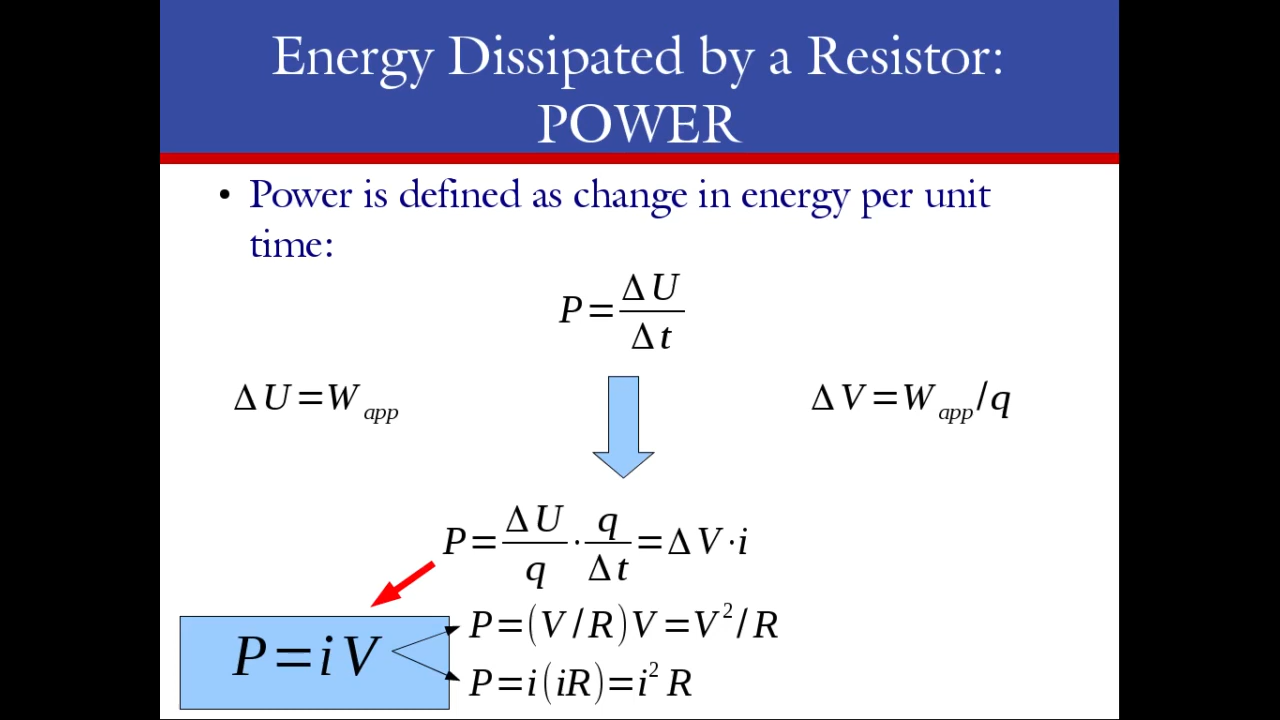 Energy Dissipated by a Resistor:
POWER
• Power is defined as change in energy per unit
time:
P=ΔU/Δt
ΔU=W_app
ΔV=W_app/q
P=ΔU/q·q/Δt=ΔV·i
P=iV
P=(V/R)V=V²/R
P=i(iR)=i²R